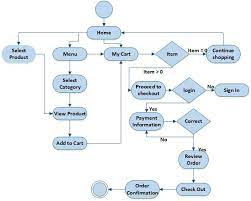 Home
Select
Product
Menu
My Cart
Item
Item = 0
Continue
shopping
Item > 0
Select
Category
Proceed to
checkout
login
No
Sign In
View Product
Yes
Payment
Information
Correct
No
Add to Cart
Yes
Review
Order
Order
Confirmation
Check Out